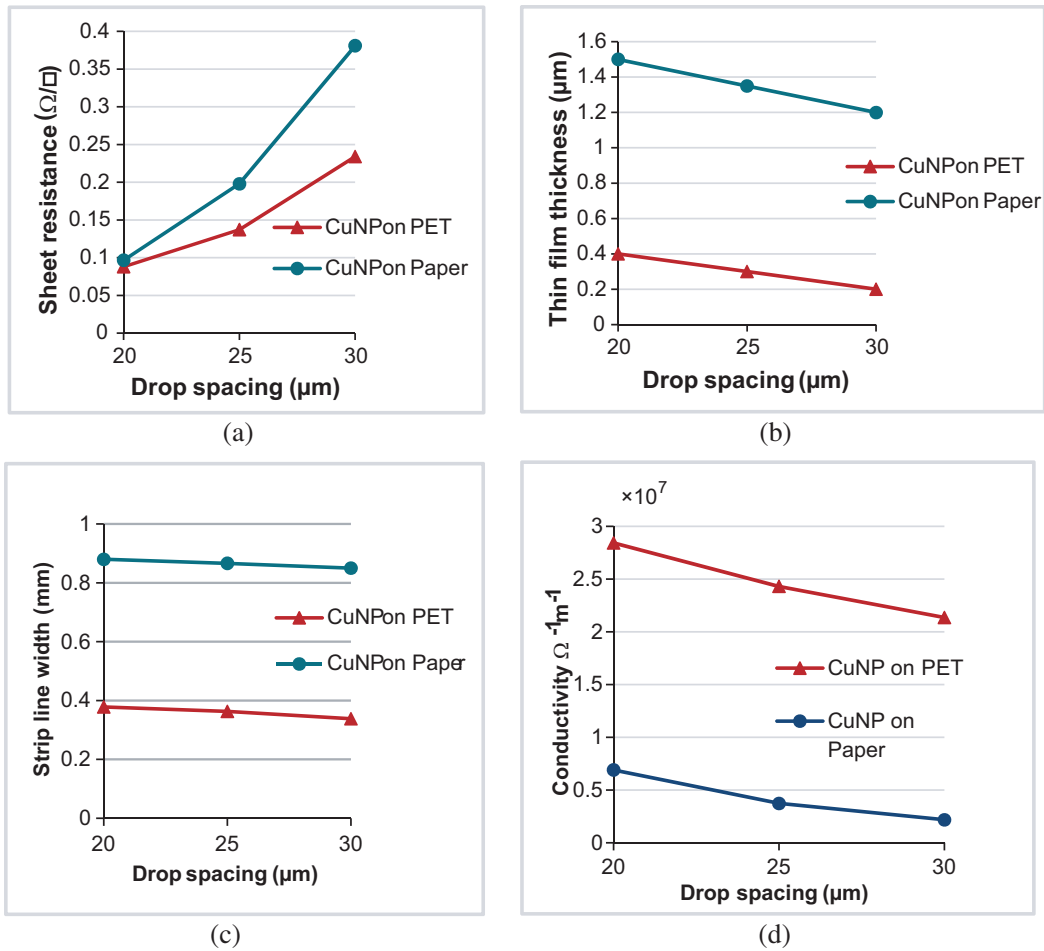 0.4
0.35
0.3
0.25
0.2
0.15
0.1
0.05
0
Sheet resistance (Ω/□)
CuNPon PET
CuNPon Paper
20 25 30
Drop spacing (µm)
(a)
1.6
1.4
1.2
1
0.8
0.6
0.4
0.2
0
Thin film thickness (µm)
CuNPon PET
CuNPon Paper
20 25 30
Drop spacing (µm)
(b)
1
0.8
0.6
0.4
0.2
0
Strip line width (mm)
CuNPon PET
CuNPon Paper
20 25 30
Drop spacing (µm)
(c)
×10⁷
3
2.5
2
1.5
1
0.5
0
Conductivity Ω⁻¹m⁻¹
CuNP on PET
CuNP on
Paper
20 25 30
Drop spacing (µm)
(d)